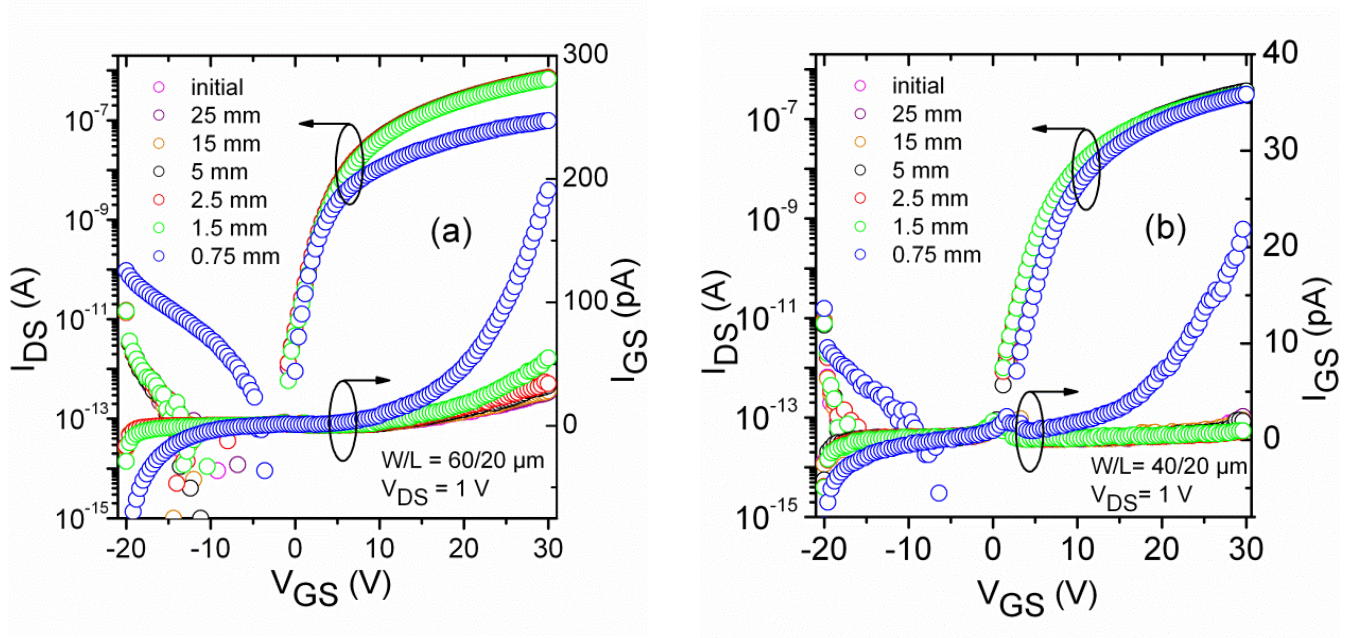 300
initial
25 mm
15 mm
5 mm
2.5 mm
1.5 mm
0.75 mm
10⁻⁷
200
10⁻⁹
(a)
I_DS (A)
100
I_GS (pA)
10⁻¹¹
10⁻¹³
0
W/L = 60/20 µm
V_DS = 1 V
10⁻¹⁵
-20 -10 0 10 20 30
V_GS (V)
40
initial
25 mm
15 mm
5 mm
2.5 mm
1.5 mm
0.75 mm
10⁻⁷
30
10⁻⁹
(b)
20
I_DS (A)
I_GS (pA)
10⁻¹¹
10
10⁻¹³
0
W/L= 40/20 µm
V_DS= 1 V
10⁻¹⁵
-20 -10 0 10 20 30
V_GS (V)